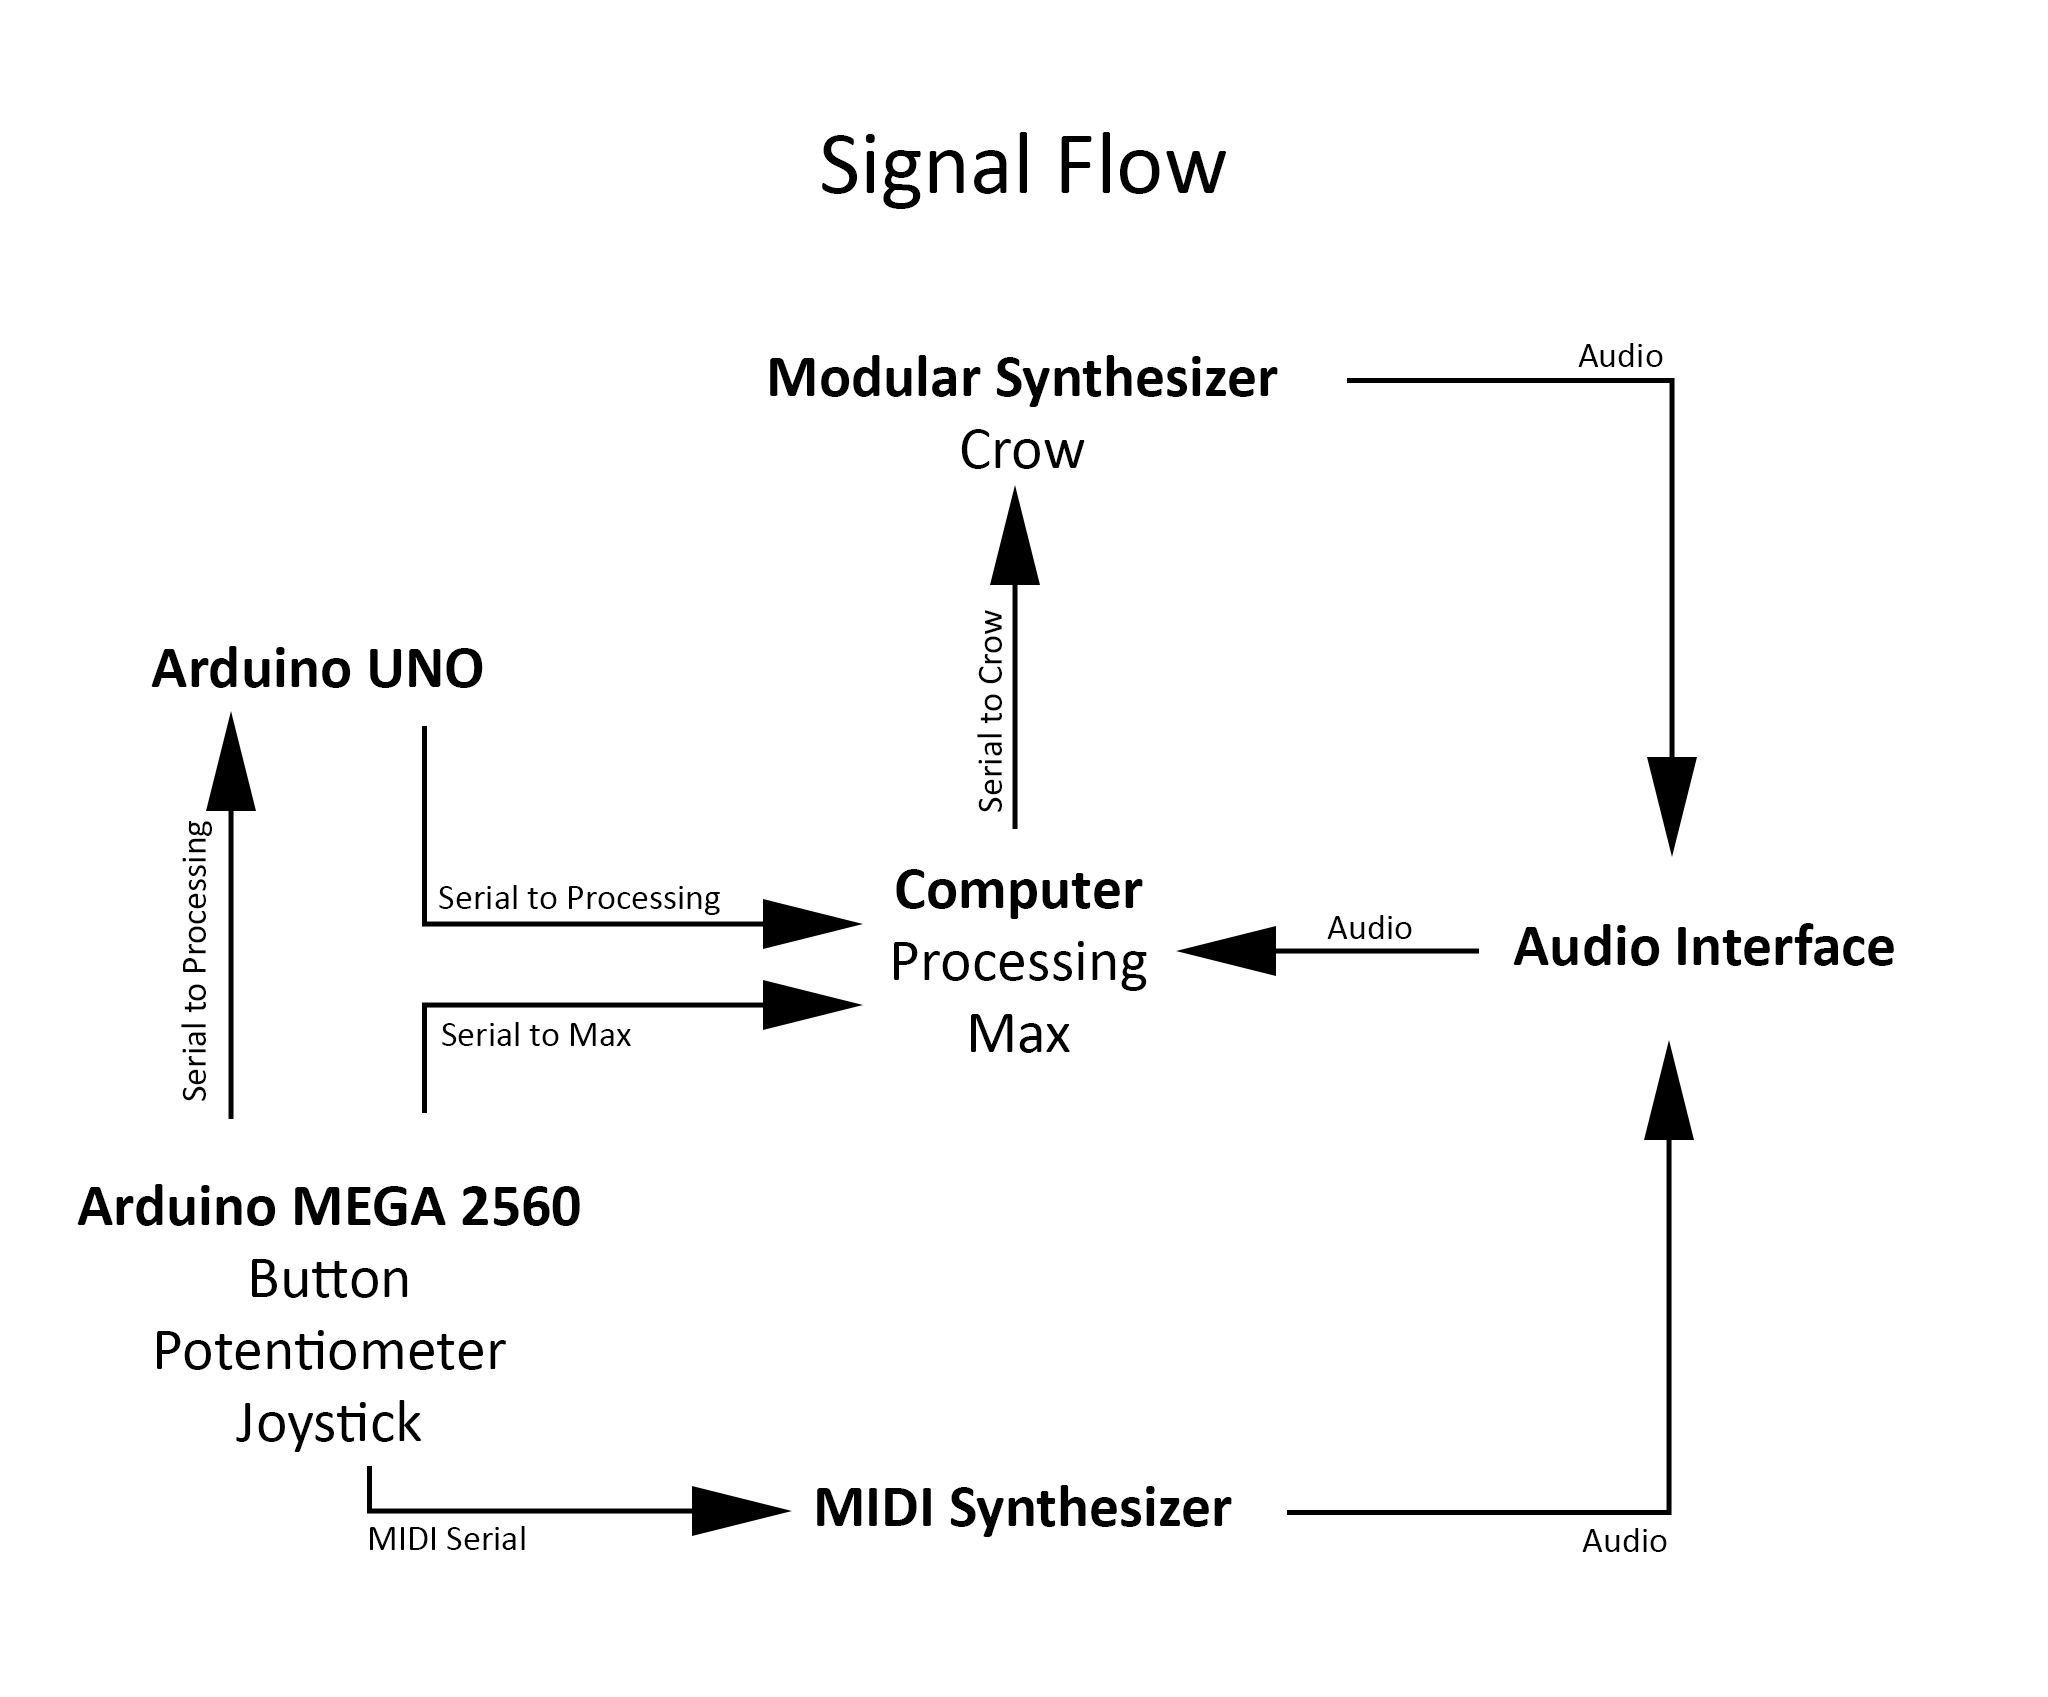 Signal Flow
Audio
Modular Synthesizer
Crow
Serial to Crow
Arduino UNO
Serial to Processing
Serial to Processing
Computer
Processing
Max
Audio
Audio Interface
Serial to Max
Arduino MEGA 2560
Button
Potentiometer
Joystick
MIDI Serial
MIDI Synthesizer
Audio